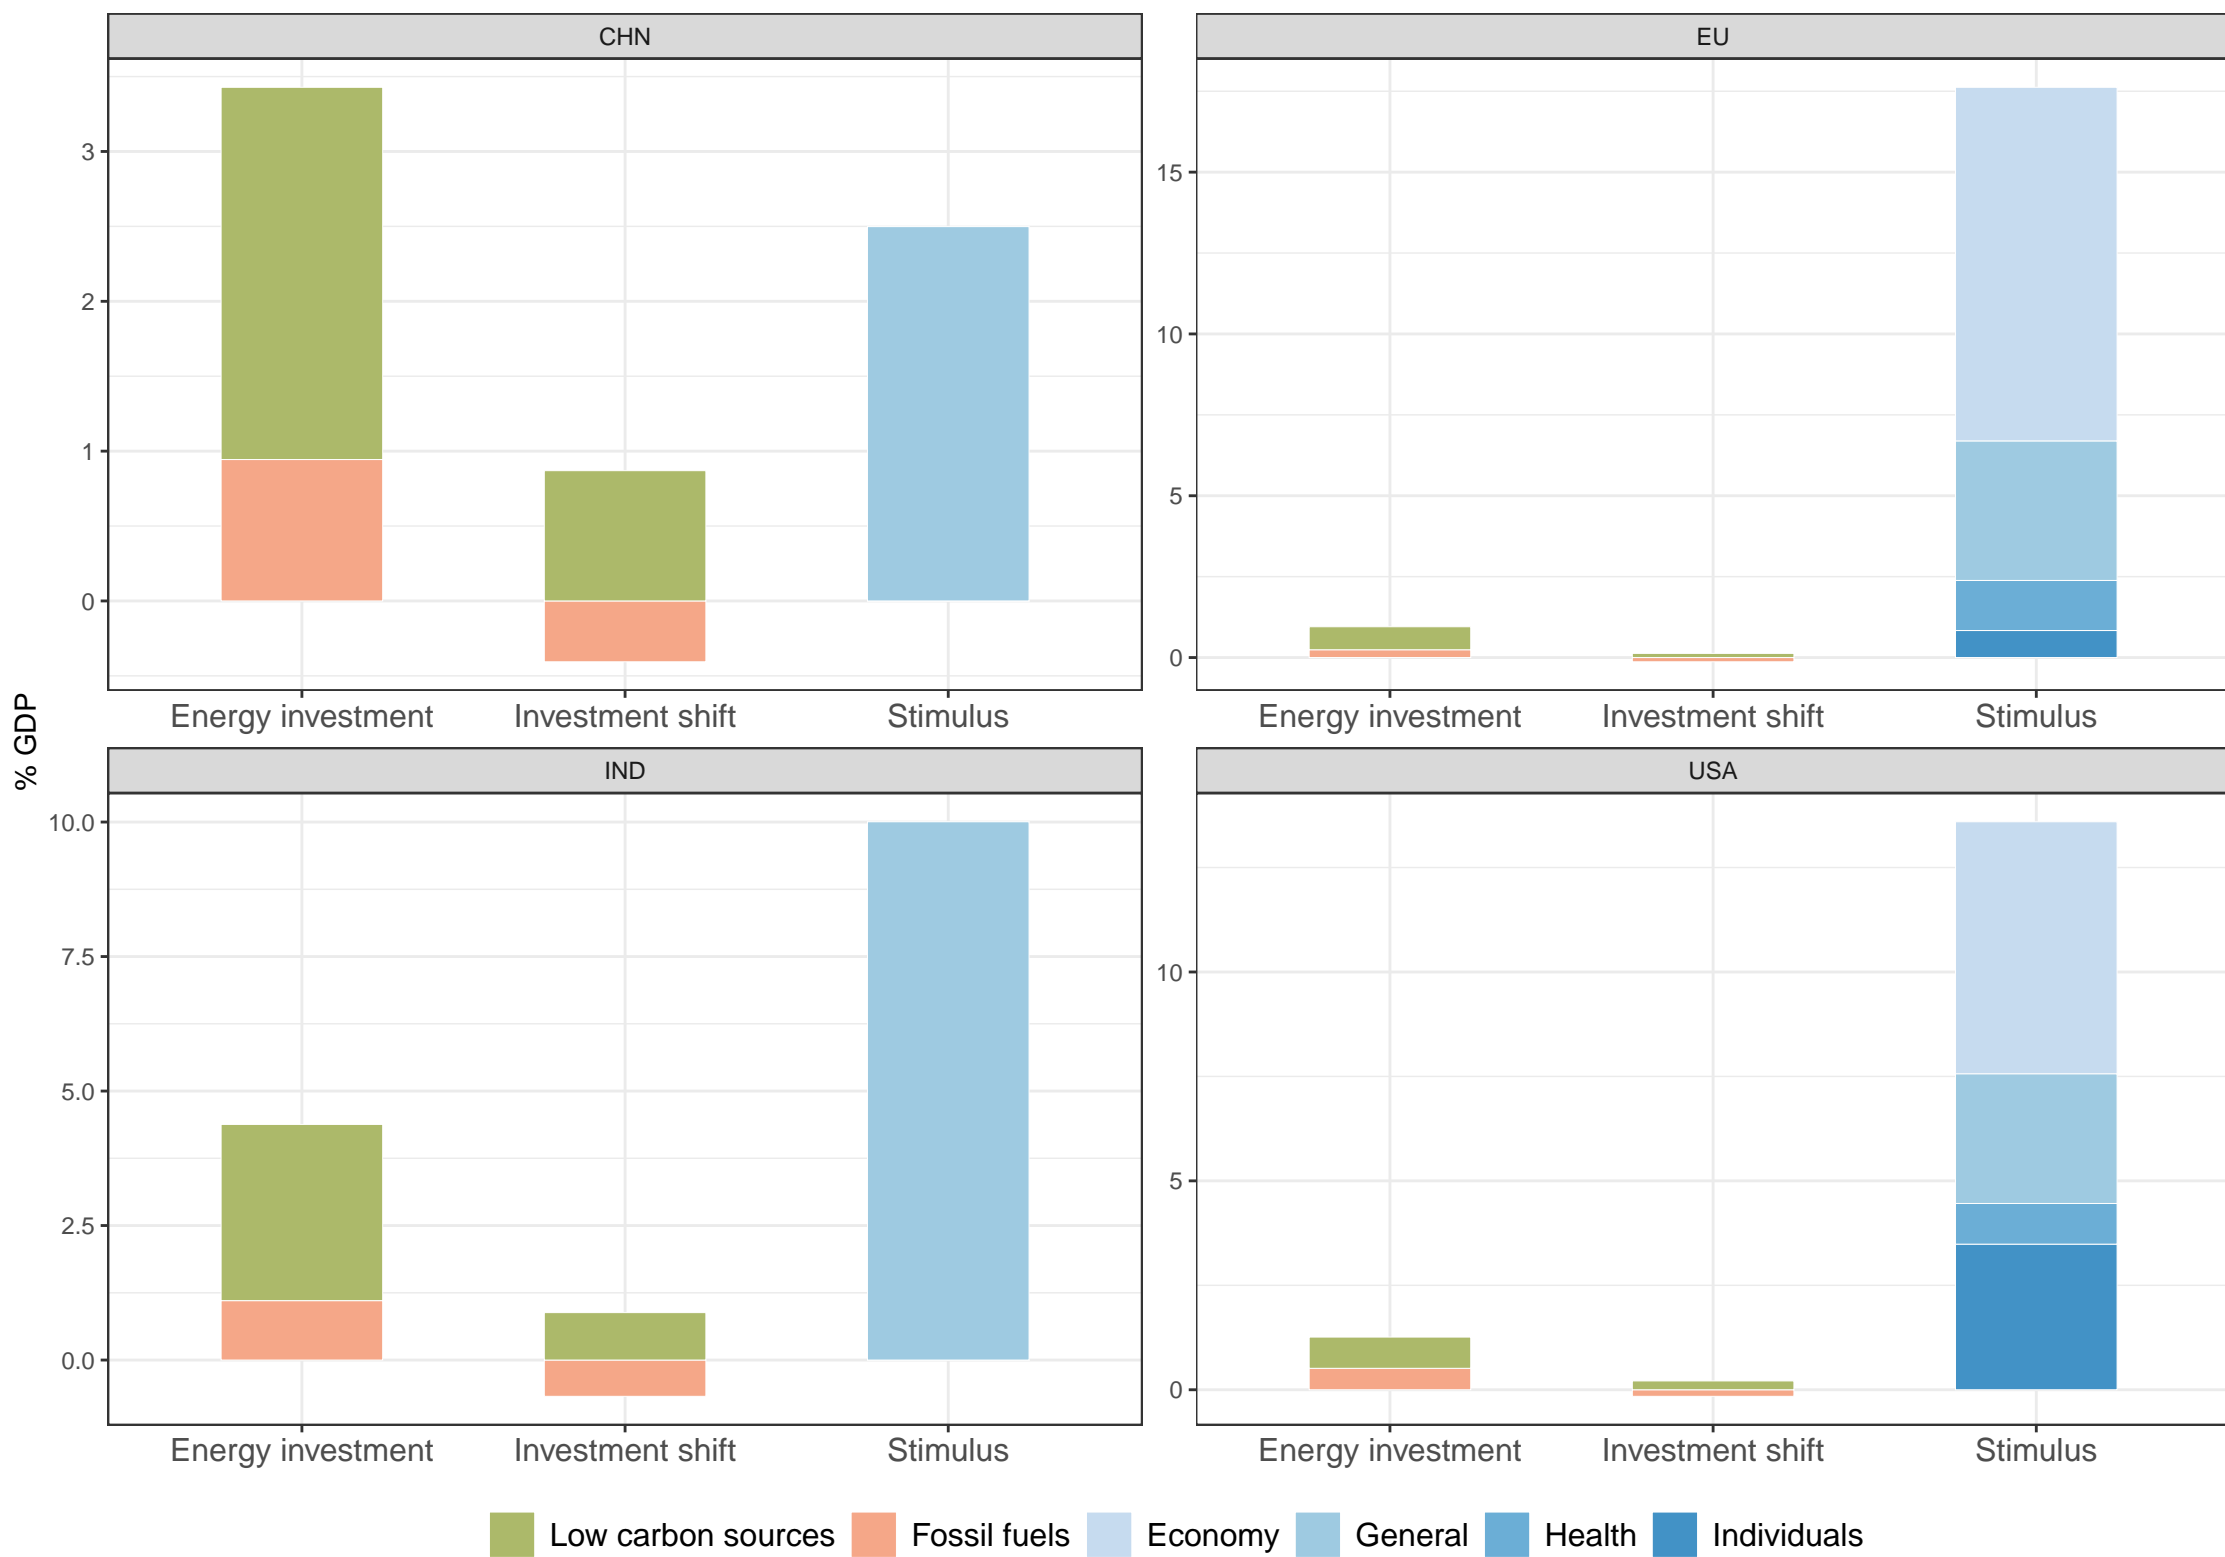 % GDP
CHN
3
2
1
0
Energy investment Investment shift Stimulus
EU
15
10
5
0
Energy investment Investment shift Stimulus
IND
10.0
7.5
5.0
2.5
0.0
Energy investment Investment shift Stimulus
USA
10
5
0
Energy investment Investment shift Stimulus
Low carbon sources Fossil fuels Economy General Health Individuals